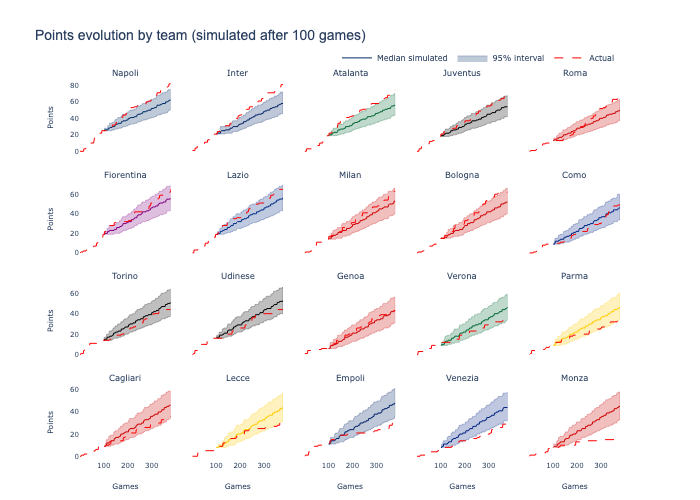 Points evolution by team (simulated after 100 games)
Median simulated 95% interval Actual
Napoli Inter Atalanta Juventus Roma
80
60
40
20
0
Points
Fiorentina Lazio Milan Bologna Como
60
40
20
0
Points
Torino Udinese Genoa Verona Parma
60
40
20
0
Points
Cagliari Lecce Empoli Venezia Monza
60
40
20
0
Points
100 200 300 100 200 300 100 200 300 100 200 300 100 200 300
Games Games Games Games Games